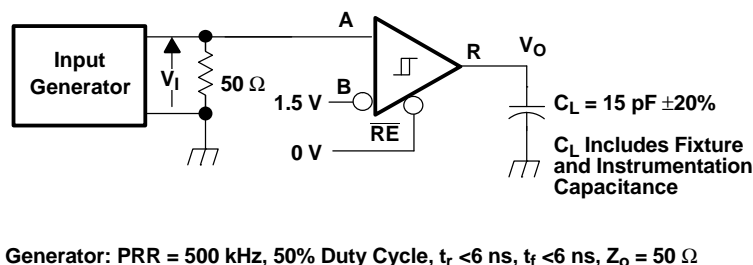 Input
Generator
V_I
50 Ω
A
B
1.5 V
R̅E̅
0 V
R
V_O
C_L = 15 pF ±20%
C_L Includes Fixture
and Instrumentation
Capacitance
Generator: PRR = 500 kHz, 50% Duty Cycle, t_r <6 ns, t_f <6 ns, Z_o = 50 Ω